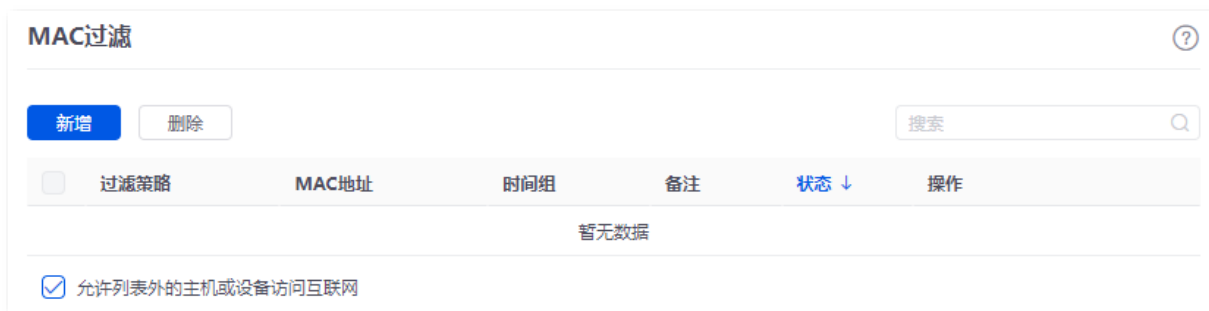 MAC过滤
新增 删除 搜索
过滤策略 MAC地址 时间组 备注 状态↓ 操作
暂无数据
允许列表外的主机或设备访问互联网